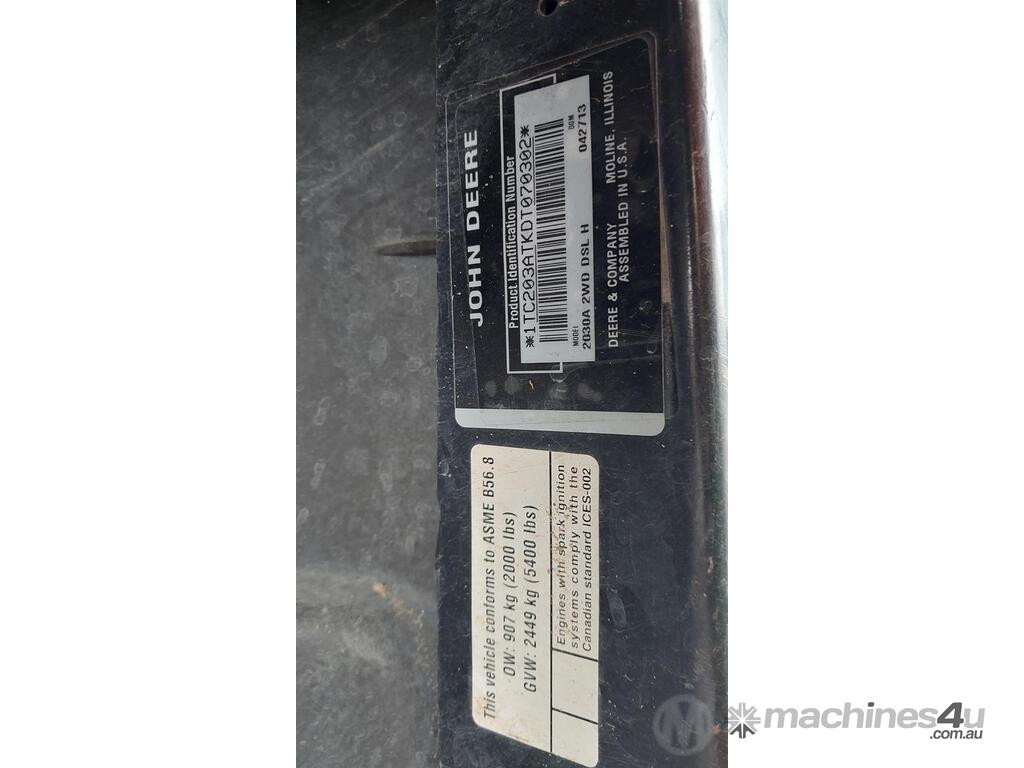 JOHN DEERE
Product Identification Number
*1TC203ATKDT070302*
MODEL DOM
2030A 2WD DSL H 042713
DEERE & COMPANY MOLINE, ILLINOIS
ASSEMBLED IN U.S.A.
This vehicle conforms to ASME B56.8
OW: 907 kg (2000 lbs)
GVW: 2449 kg (5400 lbs)
Engines with spark ignition
systems comply with the
Canadian standard ICES-002
machines4u
.com.au